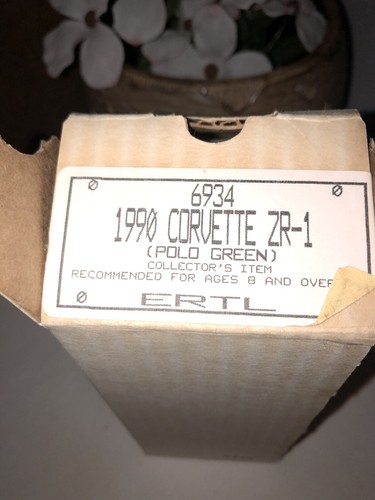 6934
1990 CORVETTE ZR-1
(POLO GREEN)
COLLECTOR'S ITEM
RECOMMENDED FOR AGES 8 AND OVER
ERTL